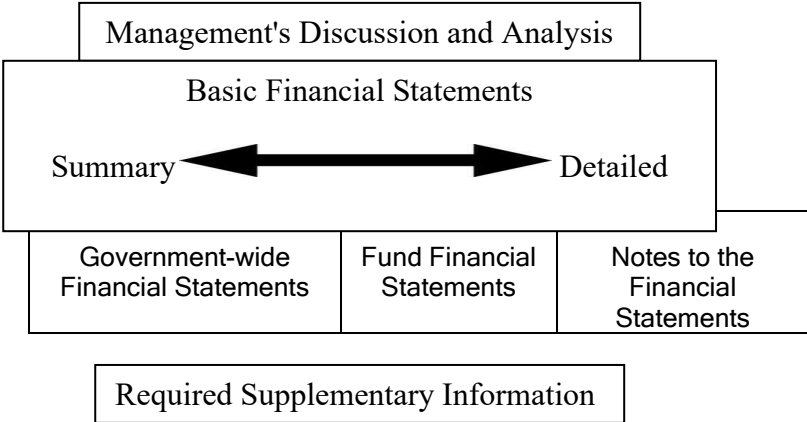 Management's Discussion and Analysis
Basic Financial Statements
Summary Detailed
Government-wide
Financial Statements
Fund Financial
Statements
Notes to the
Financial
Statements
Required Supplementary Information